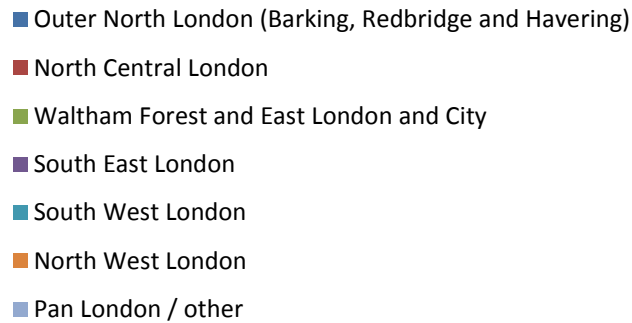 Outer North London (Barking, Redbridge and Havering)
North Central London
Waltham Forest and East London and City
South East London
South West London
North West London
Pan London / other